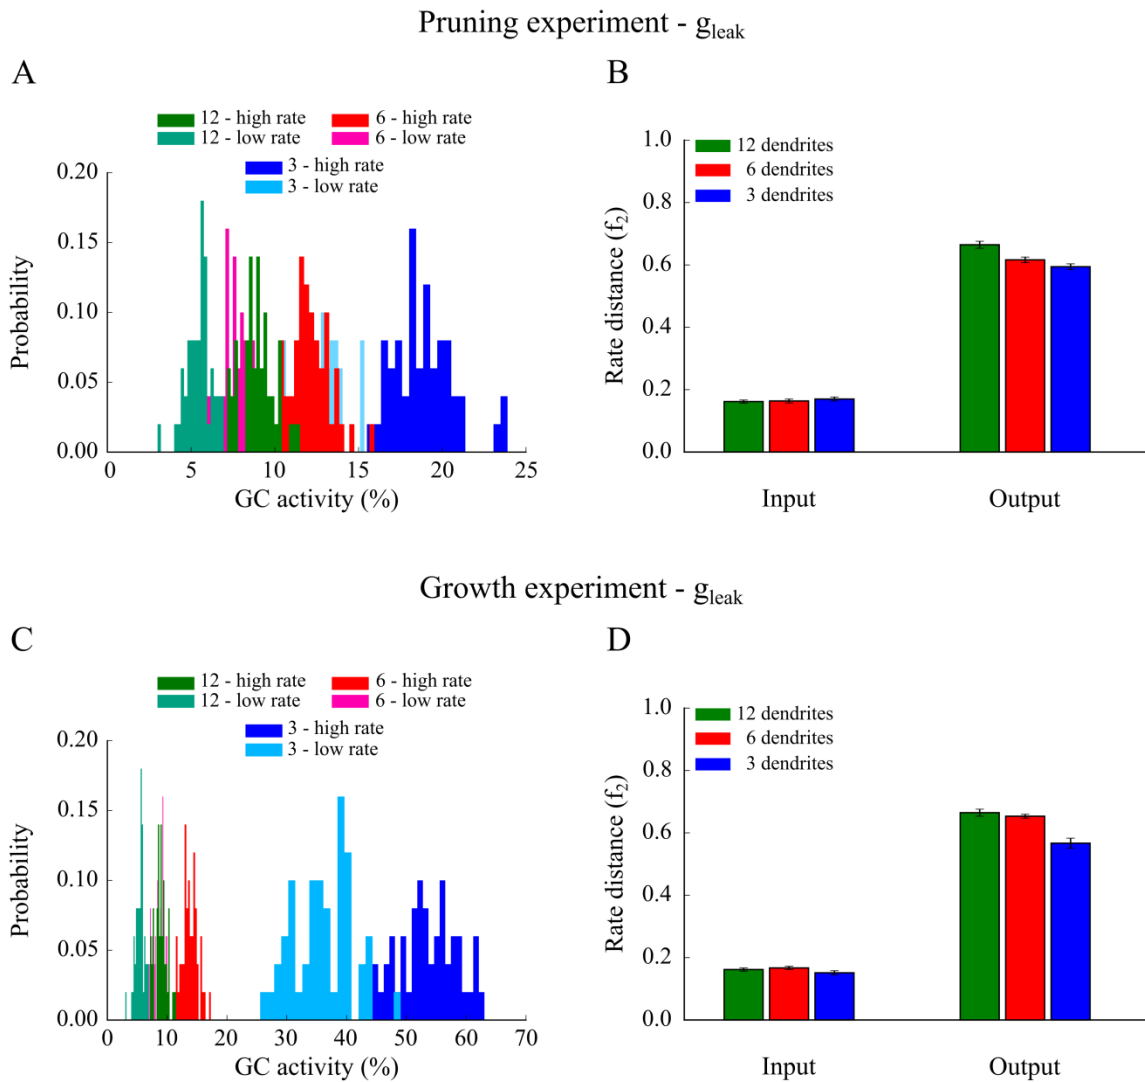 Pruning experiment - gleak
A
B
12 - high rate
6 - high rate
12 - low rate
6 - low rate
3 - high rate
3 - low rate
0.20
0.15
0.10
0.05
0.00
Probability
0 5 10 15 20 25
GC activity (%)
12 dendrites
6 dendrites
3 dendrites
1.0
0.8
0.6
0.4
0.2
0.0
Rate distance (f2)
Input Output
Growth experiment - gleak
C
D
12 - high rate
6 - high rate
12 - low rate
6 - low rate
3 - high rate
3 - low rate
0.20
0.15
0.10
0.05
0.00
Probability
0 10 20 30 40 50 60 70
GC activity (%)
12 dendrites
6 dendrites
3 dendrites
1.0
0.8
0.6
0.4
0.2
0.0
Rate distance (f2)
Input Output